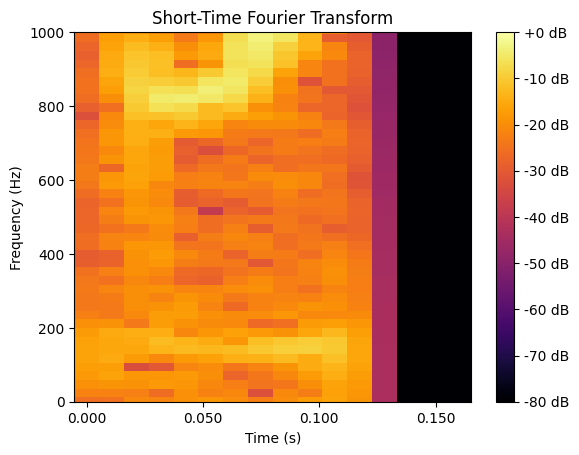 Short-Time Fourier Transform
1000
800
600
400
200
0
Frequency (Hz)
0.000
0.050
0.100
0.150
Time (s)
+0 dB
-10 dB
-20 dB
-30 dB
-40 dB
-50 dB
-60 dB
-70 dB
-80 dB